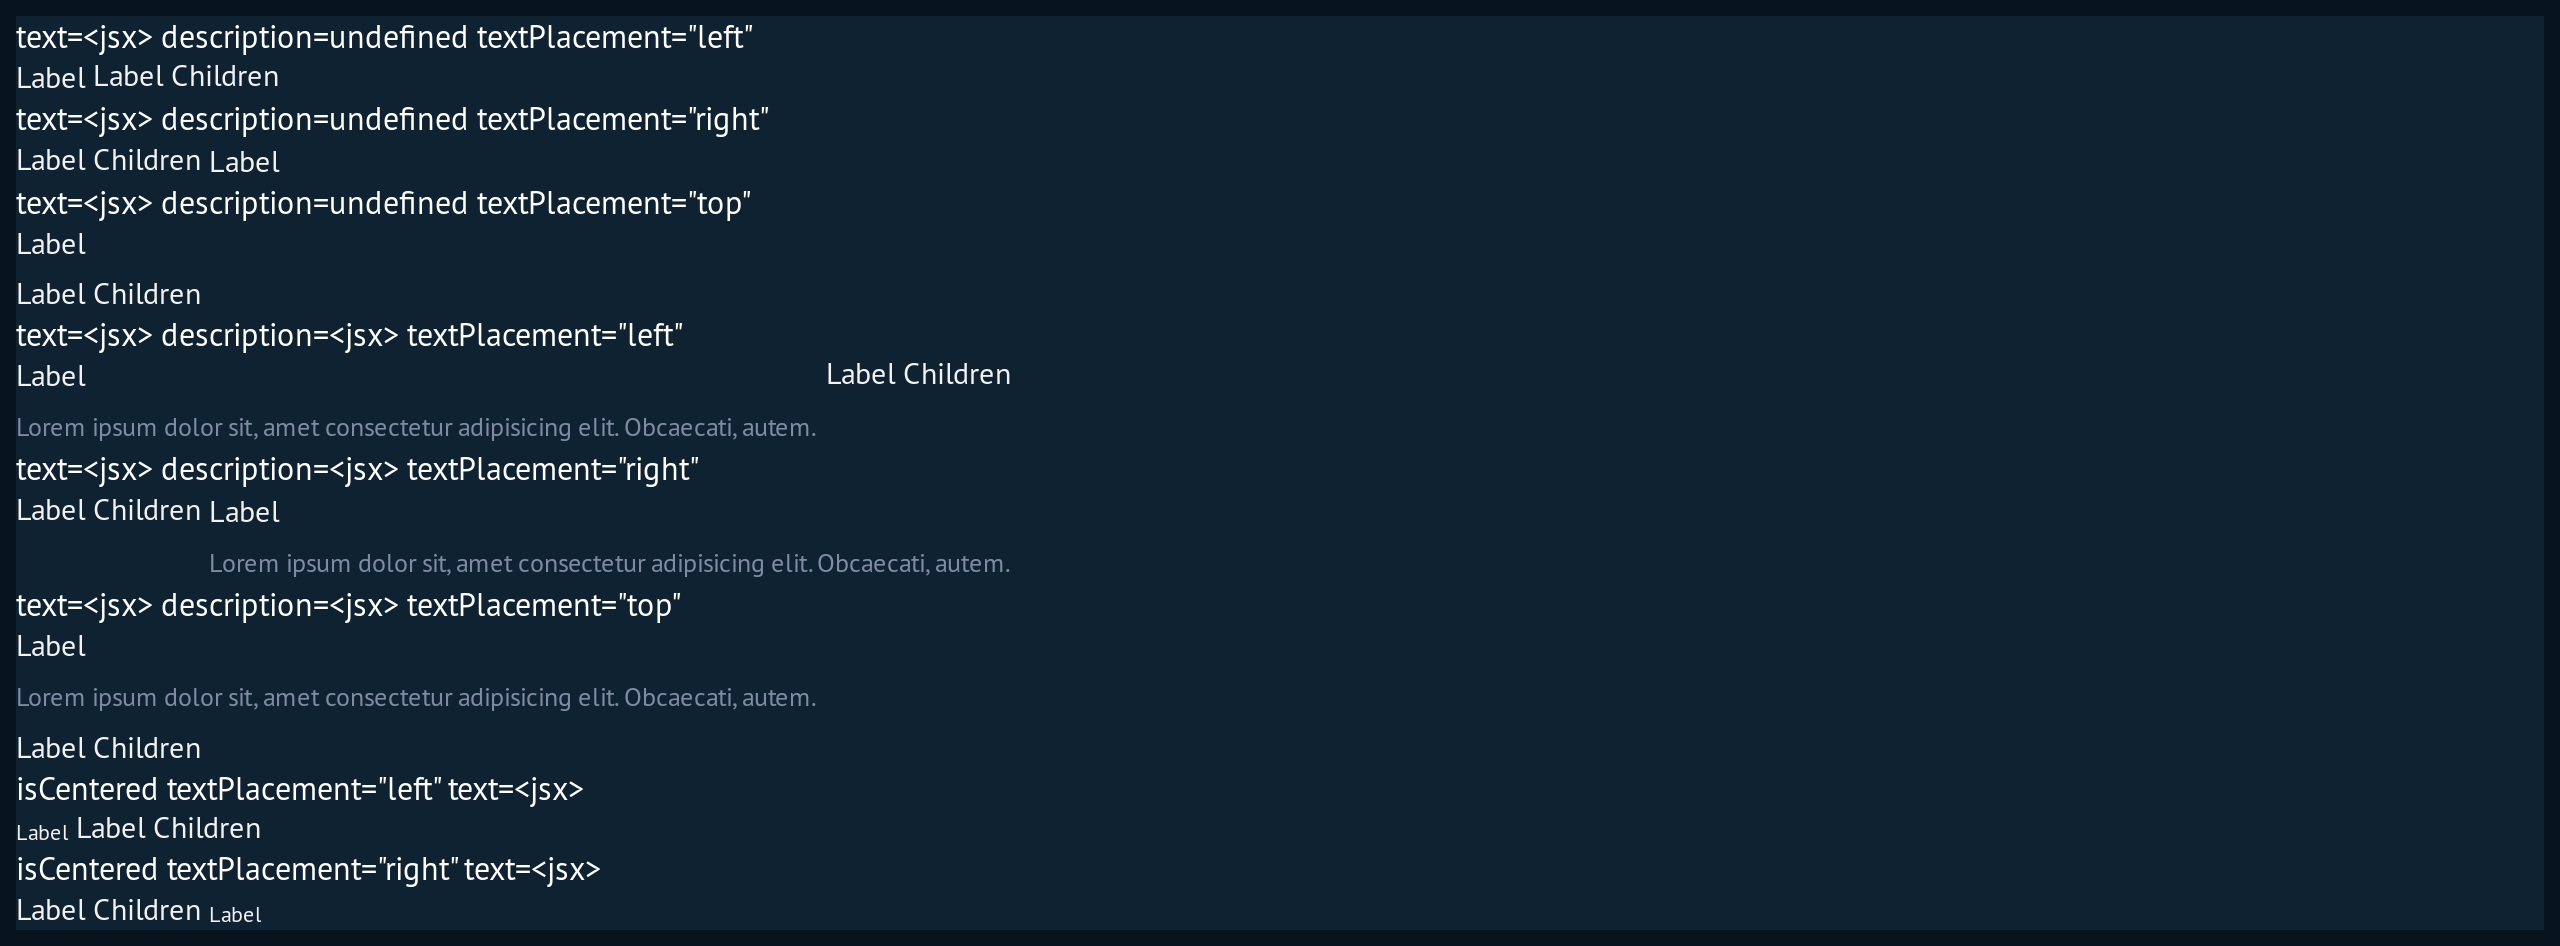 text=<jsx> description=undefined textPlacement="left"
Label Label Children
text=<jsx> description=undefined textPlacement="right"
Label Children Label
text=<jsx> description=undefined textPlacement="top"
Label
Label Children
text=<jsx> description=<jsx> textPlacement="left"
Label Label Children
Lorem ipsum dolor sit, amet consectetur adipisicing elit. Obcaecati, autem.
text=<jsx> description=<jsx> textPlacement="right"
Label Children Label
Lorem ipsum dolor sit, amet consectetur adipisicing elit. Obcaecati, autem.
text=<jsx> description=<jsx> textPlacement="top"
Label
Lorem ipsum dolor sit, amet consectetur adipisicing elit. Obcaecati, autem.
Label Children
isCentered textPlacement="left" text=<jsx>
Label Label Children
isCentered textPlacement="right" text=<jsx>
Label Children Label